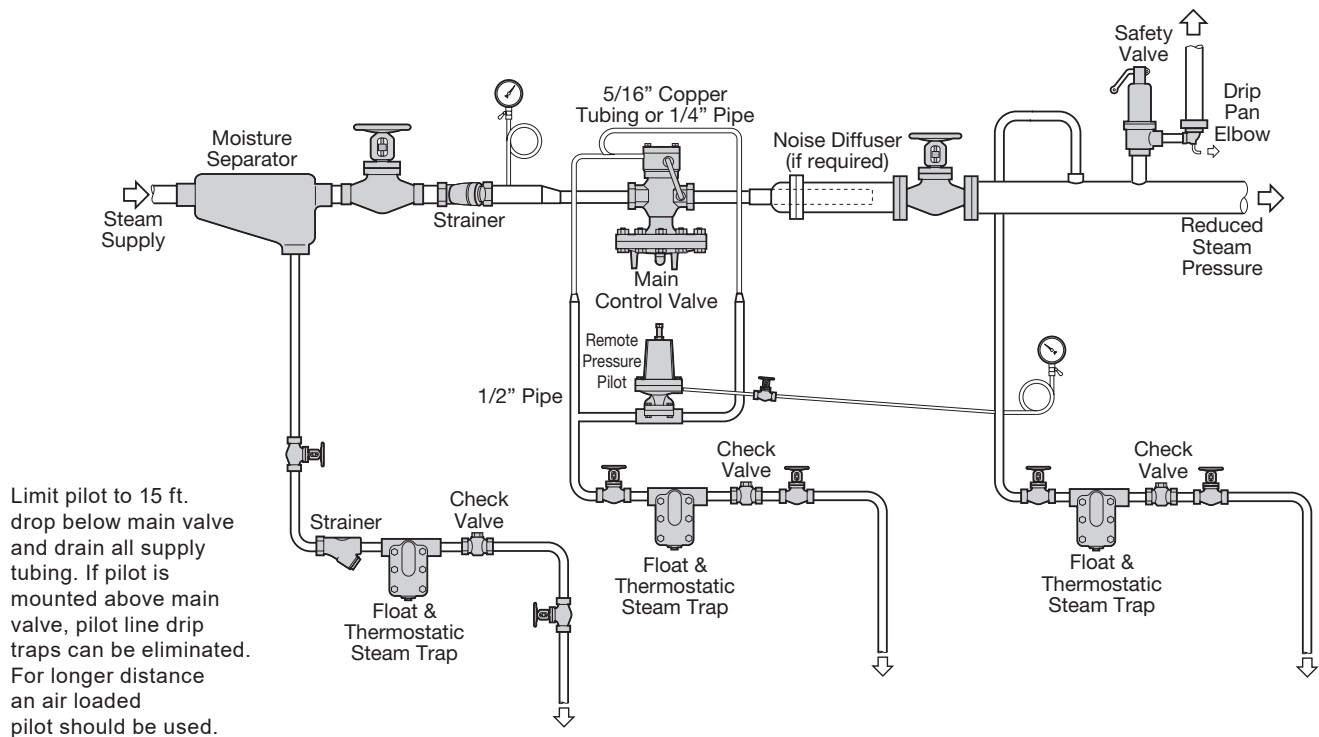 Safety
Valve
5/16” Copper
Tubing or 1/4” Pipe
Drip
Pan
Elbow
Moisture
Separator
Noise Diffuser
(if required)
Steam
Supply
Strainer
Reduced
Steam
Pressure
Main
Control Valve
Remote
Pressure
Pilot
1/2” Pipe
Check
Valve
Check
Valve
Limit pilot to 15 ft.
drop below main valve
and drain all supply
tubing. If pilot is
mounted above main
valve, pilot line drip
traps can be eliminated.
For longer distance
an air loaded
pilot should be used.
Strainer
Check
Valve
Float &
Thermostatic
Steam Trap
Float &
Thermostatic
Steam Trap
Float &
Thermostatic
Steam Trap